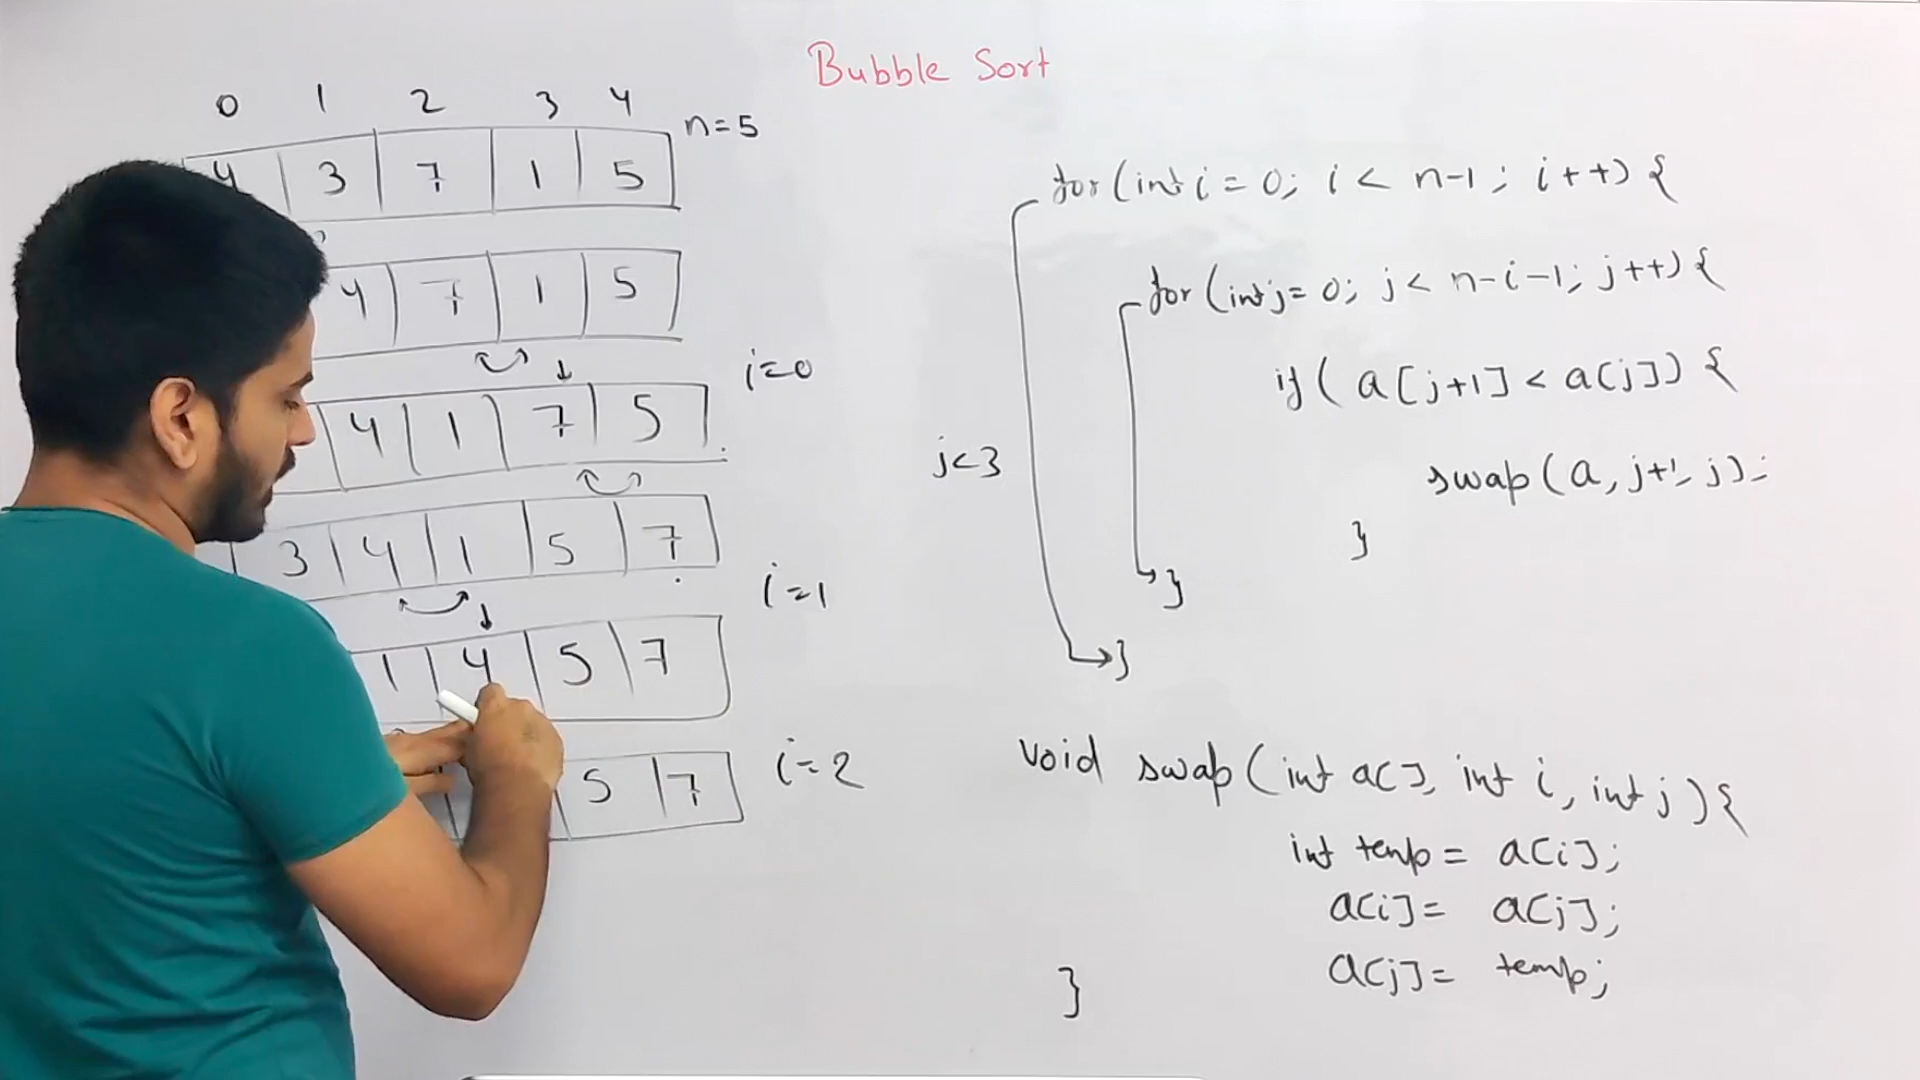 Bubble Sort
0 1 2 3 4
n=5
4 3 7 1 5
4 7 1 5
i=0
4 1 7 5
3 4 1 5 7
i=1
1 4 5 7
i=2
5 7
for(int i=0; i<n-1; i++){
for(int j=0; j<n-i-1; j++){
if(a[j+1]<a[j]){
j<3
swap(a,j+1,j);
}
}
}
void swap(int a[], int i, int j){
int temp= a[i];
a[i]= a[j];
a[j]= temp;
}